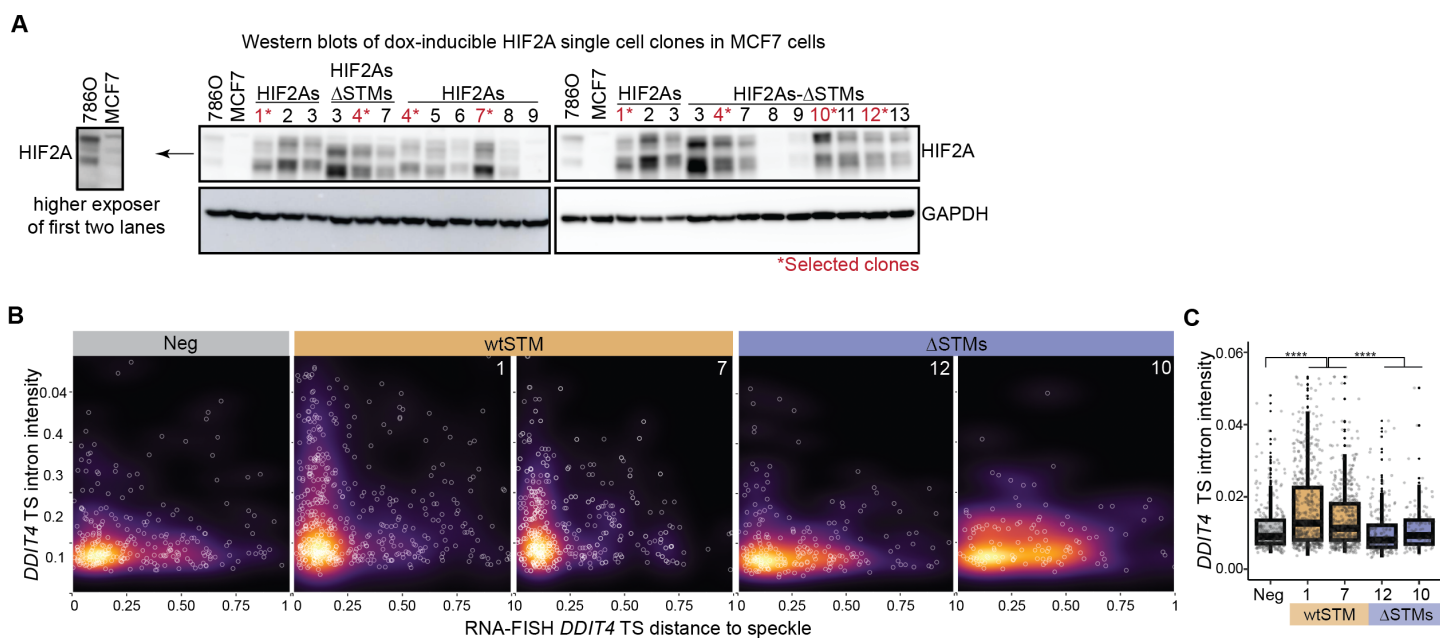 A
Western blots of dox-inducible HIF2A single cell clones in MCF7 cells
786O MCF7
HIF2A
higher exposer
of first two lanes
786O MCF7 HIF2As HIF2As ΔSTMs HIF2As
1* 2 3 3 4* 7 4* 5 6 7* 8 9
786O MCF7 HIF2As HIF2As-ΔSTMs
1* 2 3 3 4* 7 8 9 10* 11 12* 13
HIF2A
GAPDH
*Selected clones
B
Neg wtSTM ΔSTMs
1 7 12 10
DDIT4 TS intron intensity
0.04
0.4
0.3
0.2
0.1
0 0.25 0.50 0.75 10 0.25 0.50 0.75 10 0.25 0.50 0.75 10 0.25 0.50 0.75 10 0.25 0.50 0.75 1
RNA-FISH DDIT4 TS distance to speckle
C
DDIT4 TS intron intensity
**** ****
0.06
0.04
0.02
0.00
Neg 1 7 12 10
wtSTM ΔSTMs